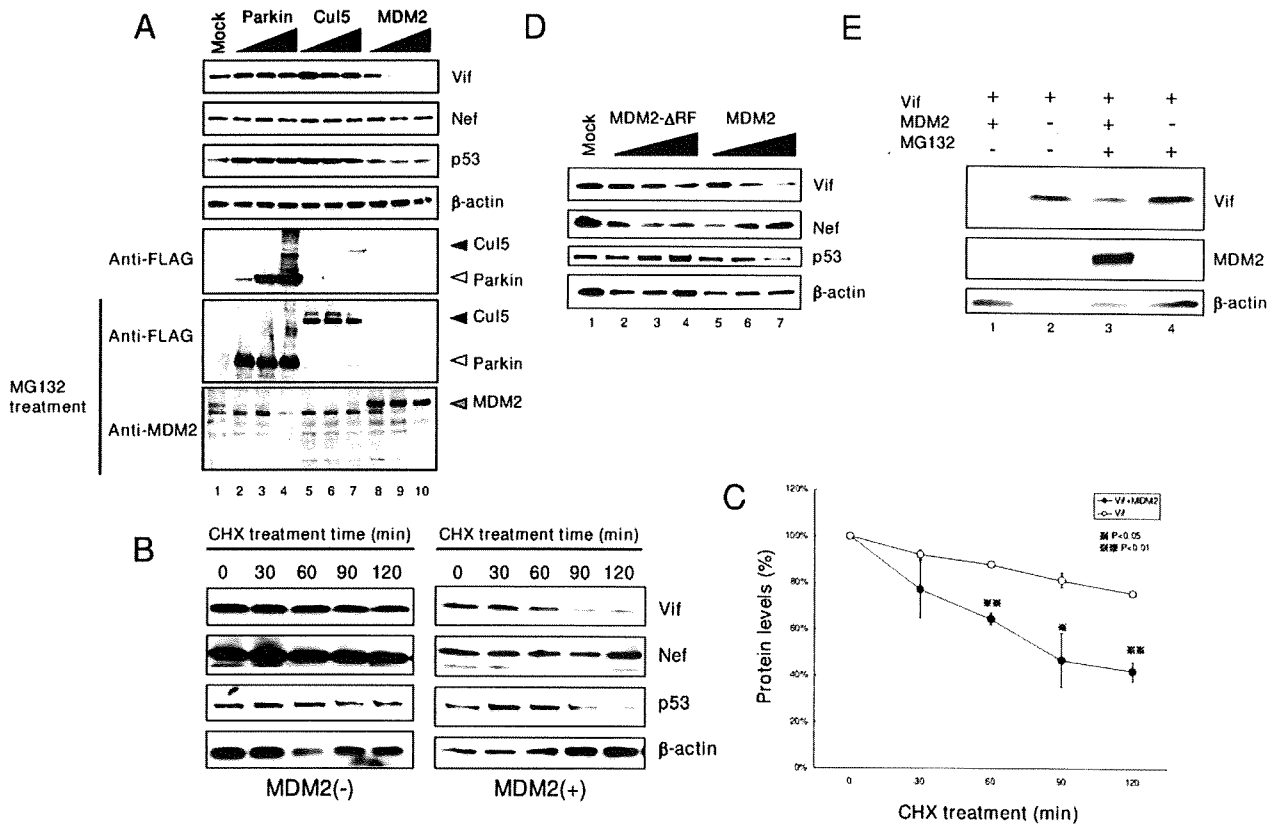 A
Mock
Parkin Cul5 MDM2
Vif
Nef
p53
β-actin
Anti-FLAG
Cul5
Parkin
Anti-FLAG
Cul5
Parkin
MG132
treatment
Anti-MDM2
MDM2
1 2 3 4 5 6 7 8 9 10
B
CHX treatment time (min) CHX treatment time (min)
0 30 60 90 120 0 30 60 90 120
Vif
Nef
p53
β-actin
MDM2(-) MDM2(+)
D
Mock
MDM2-ΔRF MDM2
Vif
Nef
p53
β-actin
1 2 3 4 5 6 7
E
Vif + + + +
MDM2 + - + -
MG132 - - + +
Vif
MDM2
β-actin
1 2 3 4
C
120%
100%
80%
60%
40%
20%
0%
Protein levels (%)
Vif+MDM2
Vif
※ P<0.05
※※ P<0.01
※※
※
※※
0 30 60 90 120
CHX treatment (min)